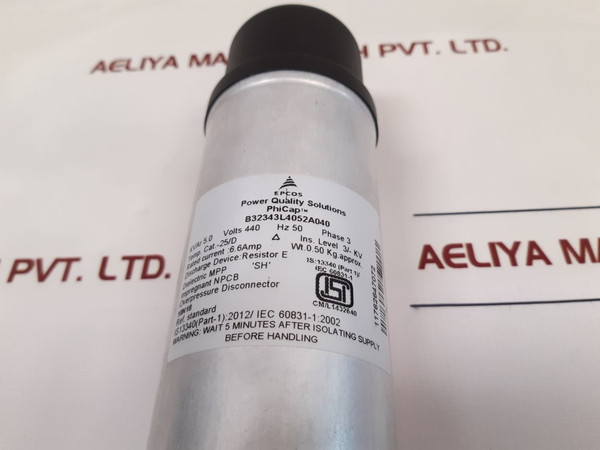 AELIYA MA H PVT. LTD.
EPCOS
Power Quality Solutions
PhiCap™
B32343L4052A040
KVAr 5.0 Volts 440 Hz 50 Phase 3
Temp. Cat.-25/D Δ Ins. Level 3/- KV
Rated current :6.6Amp Wt.0.50 Kg.approx
Discharge Device:Resistor E
Dielectric MPP 'SH'
Impregnant NPCB
Overpressure Disconnector
IS:13340 (Part 1)/
IEC 60831-1
ISI
CM/L1432640
Ref. standard
IS13340(Part-1):2012/ IEC 60831-1:2002
WARNING: WAIT 5 MINUTES AFTER ISOLATING SUPPLY
BEFORE HANDLING
H PVT. LTD.
AELIYA MAR